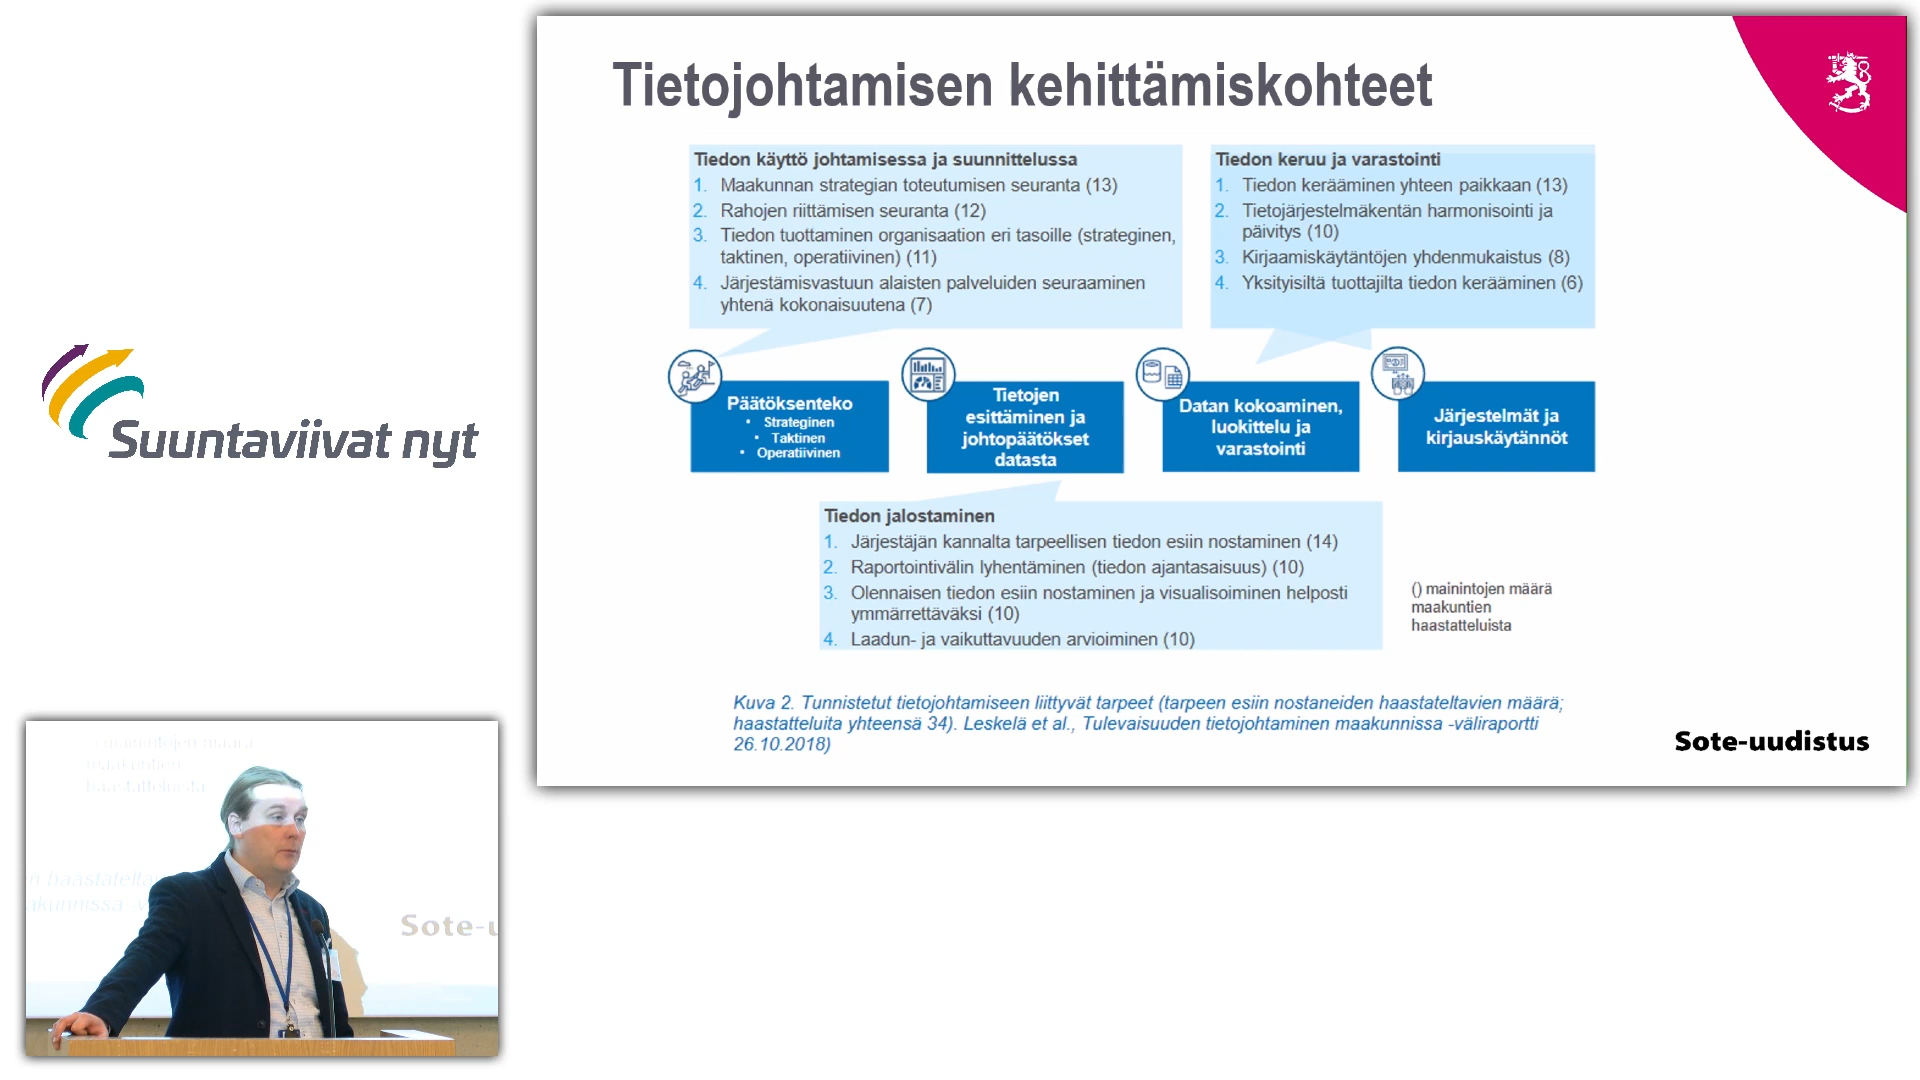 Suuntaviivat nyt
Tietojohtamisen kehittämiskohteet
Tiedon käyttö johtamisessa ja suunnittelussa
1. Maakunnan strategian toteutumisen seuranta (13)
2. Rahojen riittämisen seuranta (12)
3. Tiedon tuottaminen organisaation eri tasoille (strateginen,
taktinen, operatiivinen) (11)
4. Järjestämisvastuun alaisten palveluiden seuraaminen
yhtenä kokonaisuutena (7)
Tiedon keruu ja varastointi
1. Tiedon kerääminen yhteen paikkaan (13)
2. Tietojärjestelmäkentän harmonisointi ja
päivitys (10)
3. Kirjaamiskäytäntöjen yhdenmukaistus (8)
4. Yksityisiltä tuottajilta tiedon kerääminen (6)
Päätöksenteko
• Strateginen
• Taktinen
• Operatiivinen
Tietojen
esittäminen ja
johtopäätökset
datasta
Datan kokoaminen,
luokittelu ja
varastointi
Järjestelmät ja
kirjauskäytännöt
Tiedon jalostaminen
1. Järjestäjän kannalta tarpeellisen tiedon esiin nostaminen (14)
2. Raportointivälin lyhentäminen (tiedon ajantasaisuus) (10)
3. Olennaisen tiedon esiin nostaminen ja visualisoiminen helposti
ymmärrettäväksi (10)
4. Laadun- ja vaikuttavuuden arvioiminen (10)
() mainintojen määrä
maakuntien
haastatteluista
Kuva 2. Tunnistetut tietojohtamiseen liittyvät tarpeet (tarpeen esiin nostaneiden haastateltavien määrä;
haastatteluita yhteensä 34). Leskelä et al., Tulevaisuuden tietojohtaminen maakunnissa -väliraportti
26.10.2018)
Sote-uudistus
mainintojen määrä
maakuntien
haastatteluista
n haastatelta
akunnissa
Sote-u